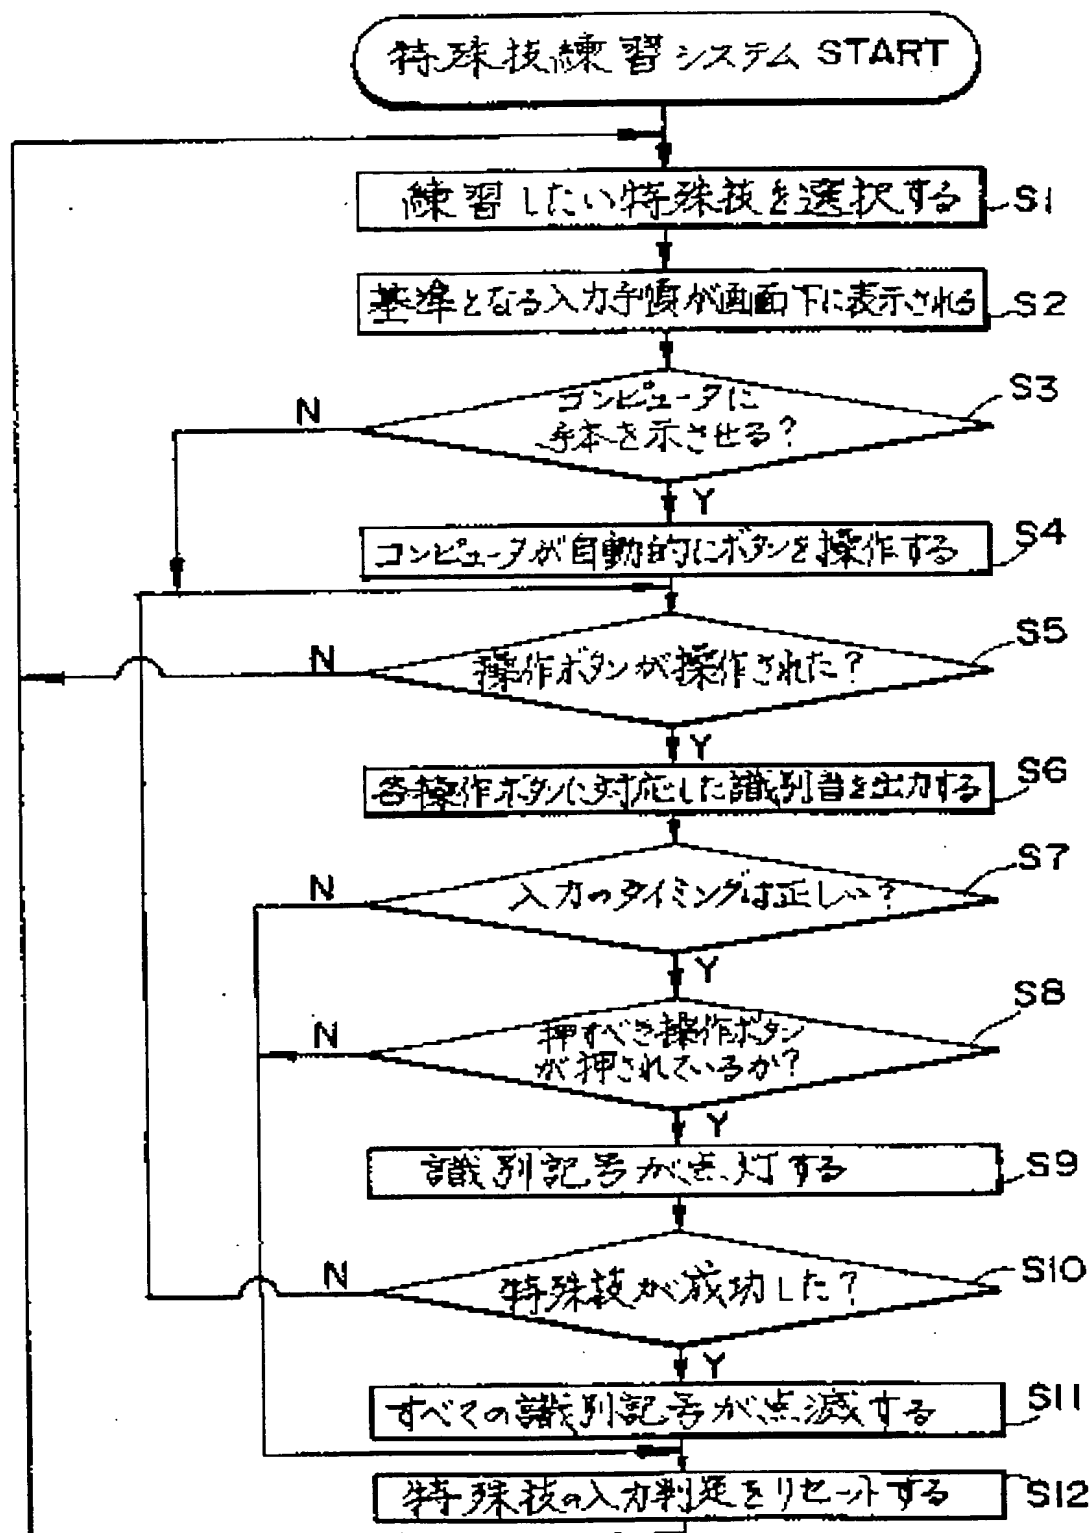 特殊技練習システム START
練習したい特殊技を選択する
S1
基準となる入力手順が画面下に表示される
S2
コンピュータに
手本を示させる?
S3
N
Y
コンピュータが自動的にボタンを操作する
S4
操作ボタンが操作された?
S5
N
Y
各操作ボタンに対応した識別音を出力する
S6
入力のタイミングは正しい?
S7
N
Y
押すべき操作ボタン
が押されているか?
S8
N
Y
識別記号が点灯する
S9
特殊技が成功した?
S10
N
Y
すべての識別記号が点滅する
S11
特殊技の入力判定をリセットする
S12